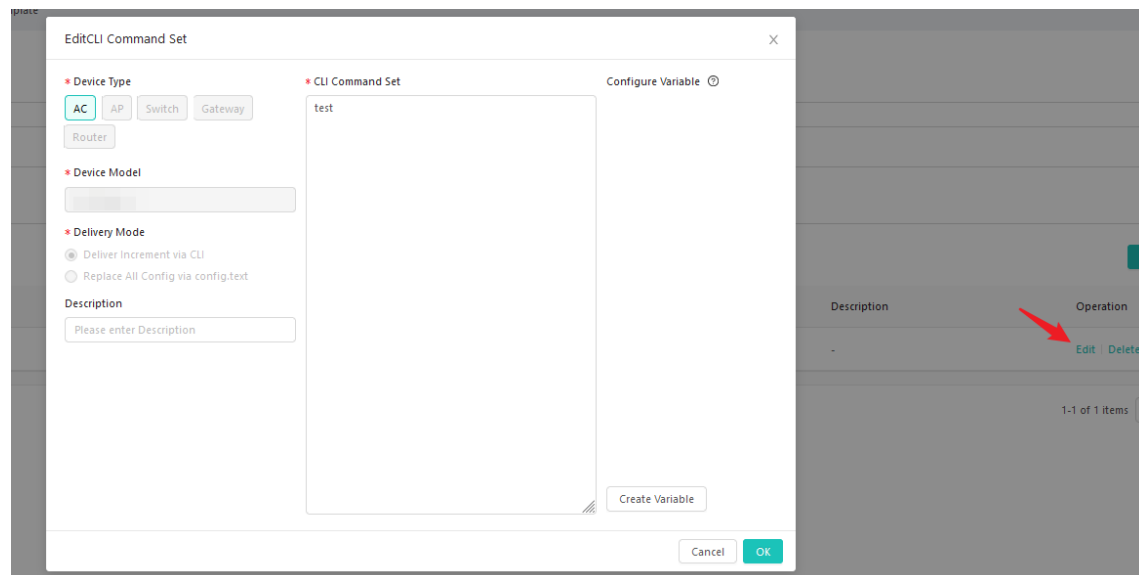 EditCLI Command Set
* Device Type
AC AP Switch Gateway
Router
* Device Model
* Delivery Mode
Deliver Increment via CLI
Replace All Config via config.text
Description
Please enter Description
* CLI Command Set
test
Configure Variable
Create Variable
Cancel OK
Description Operation
- Edit Delete
1-1 of 1 items